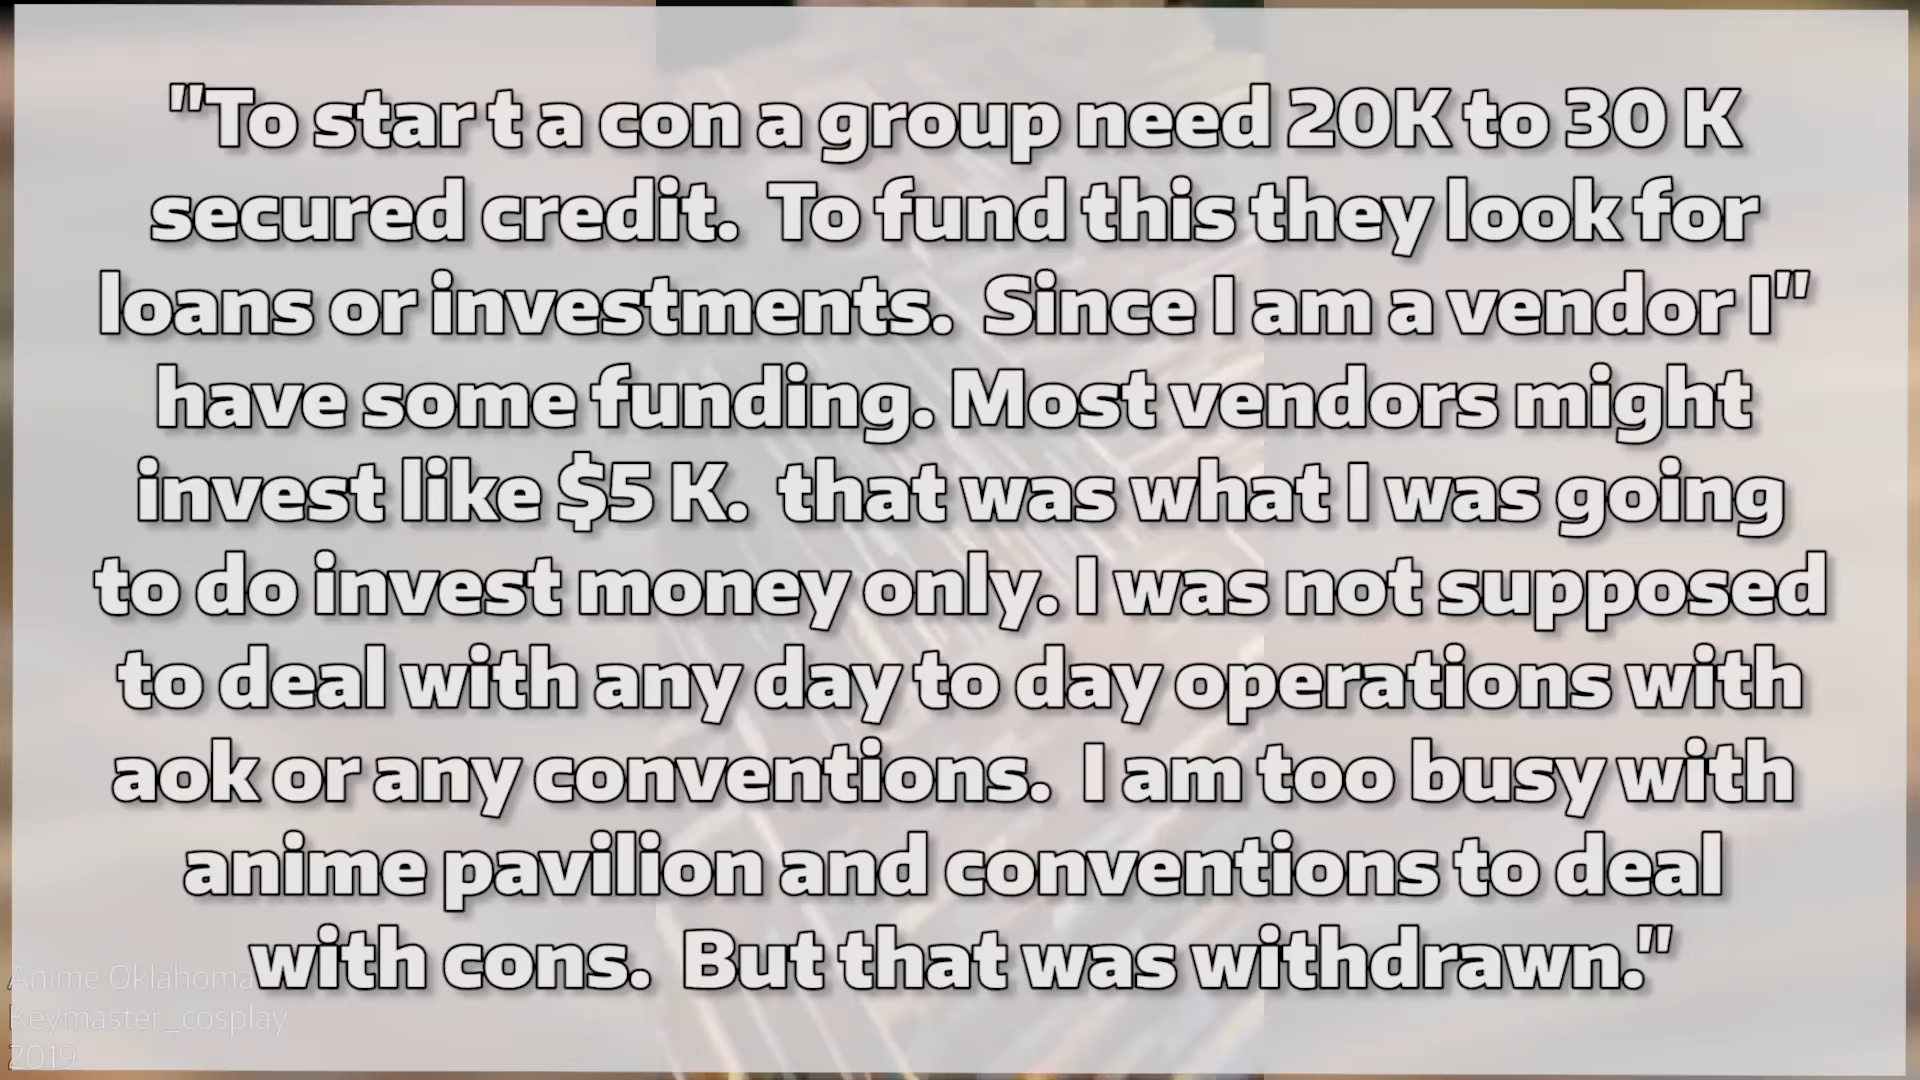 "To star t a con a group need 20K to 30 K
secured credit.  To fund this they look for
loans or investments.  Since I am a vendor I"
have some funding. Most vendors might
invest like $5 K.  that was what I was going
to do invest money only. I was not supposed
to deal with any day to day operations with
aok or any conventions.  I am too busy with
anime pavilion and conventions to deal
with cons.  But that was withdrawn."
Anime Oklahoma
Keymaster_cosplay
2019